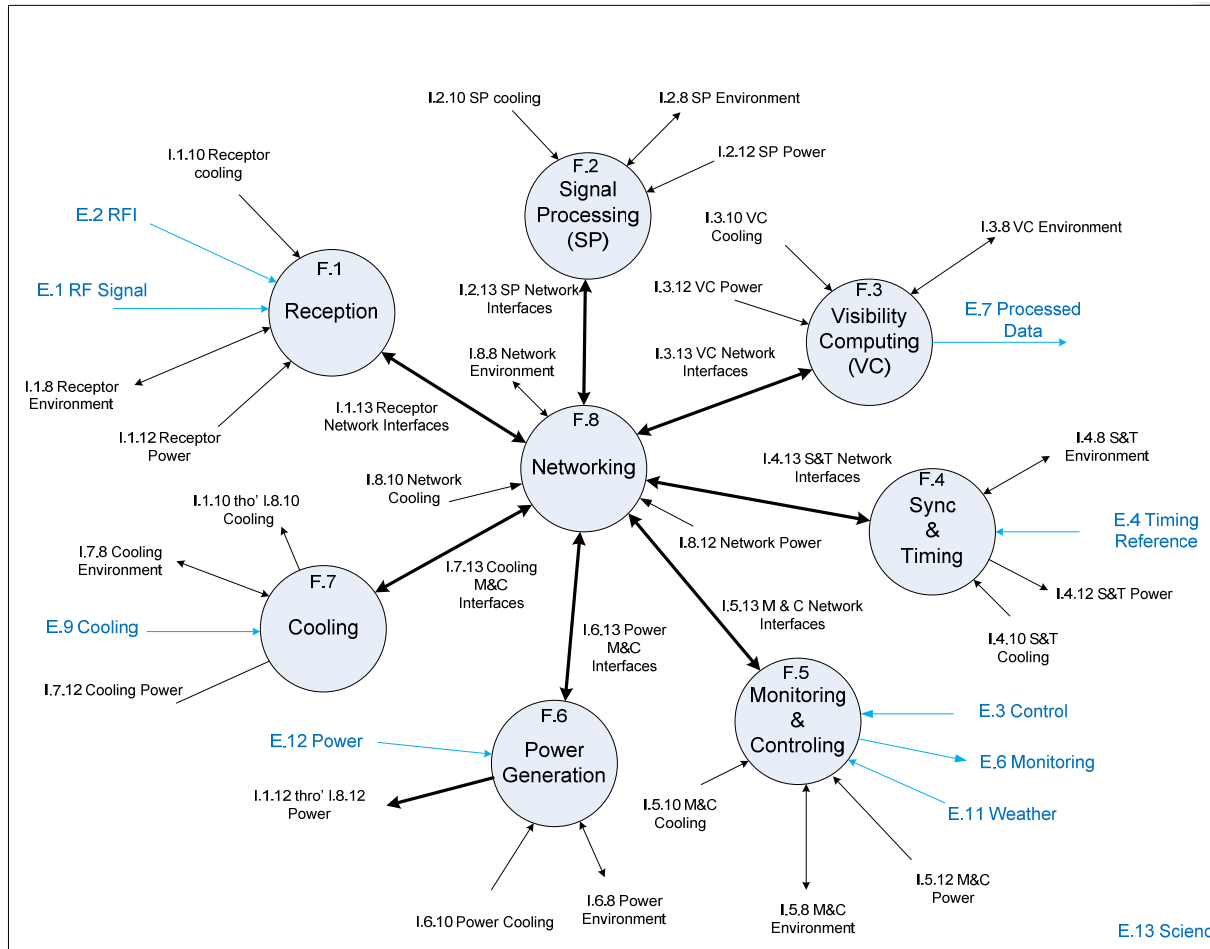 I.2.10 SP cooling
I.2.8 SP Environment
I.1.10 Receptor
cooling
F.2
Signal
Processing
(SP)
I.2.12 SP Power
E.2 RFI
I.3.10 VC
Cooling
I.3.8 VC Environment
F.1
Reception
E.1 RF Signal
I.2.13 SP Network
Interfaces
I.3.12 VC Power
F.3
Visibility
Computing
(VC)
E.7 Processed
Data
I.8.8 Network
Environment
I.3.13 VC Network
Interfaces
I.1.8 Receptor
Environment
I.1.13 Receptor
Network Interfaces
I.1.12 Receptor
Power
F.8
Networking
I.4.13 S&T Network
Interfaces
I.4.8 S&T
Environment
I.8.10 Network
Cooling
F.4
Sync
&
Timing
E.4 Timing
Reference
I.1.10 tho' I.8.10
Cooling
I.8.12 Network Power
I.7.8 Cooling
Environment
I.7.13 Cooling
M&C
Interfaces
I.4.12 S&T Power
F.7
Cooling
E.9 Cooling
I.5.13 M & C Network
Interfaces
I.4.10 S&T
Cooling
I.6.13 Power
M&C
Interfaces
I.7.12 Cooling Power
F.5
Monitoring
&
Controling
E.3 Control
F.6
Power
Generation
E.12 Power
E.6 Monitoring
I.1.12 thro' I.8.12
Power
I.5.10 M&C
Cooling
E.11 Weather
I.5.12 M&C
Power
I.6.8 Power
Environment
I.6.10 Power Cooling
I.5.8 M&C
Environment
E.13